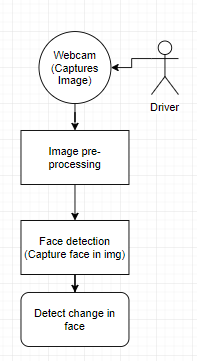 Webcam
(Captures
Image)
Driver
Image pre-
processing
Face detection
(Capture face in img)
Detect change in
face